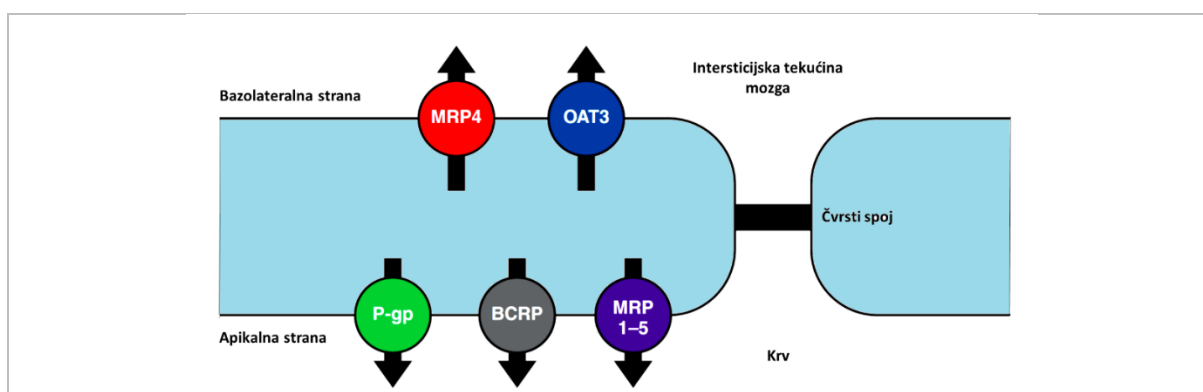 Intersticijska tekućina
mozga
Bazolateralna strana
MRP4
OAT3
Čvrsti spoj
P-gp
BCRP
MRP
1–5
Apikalna strana
Krv